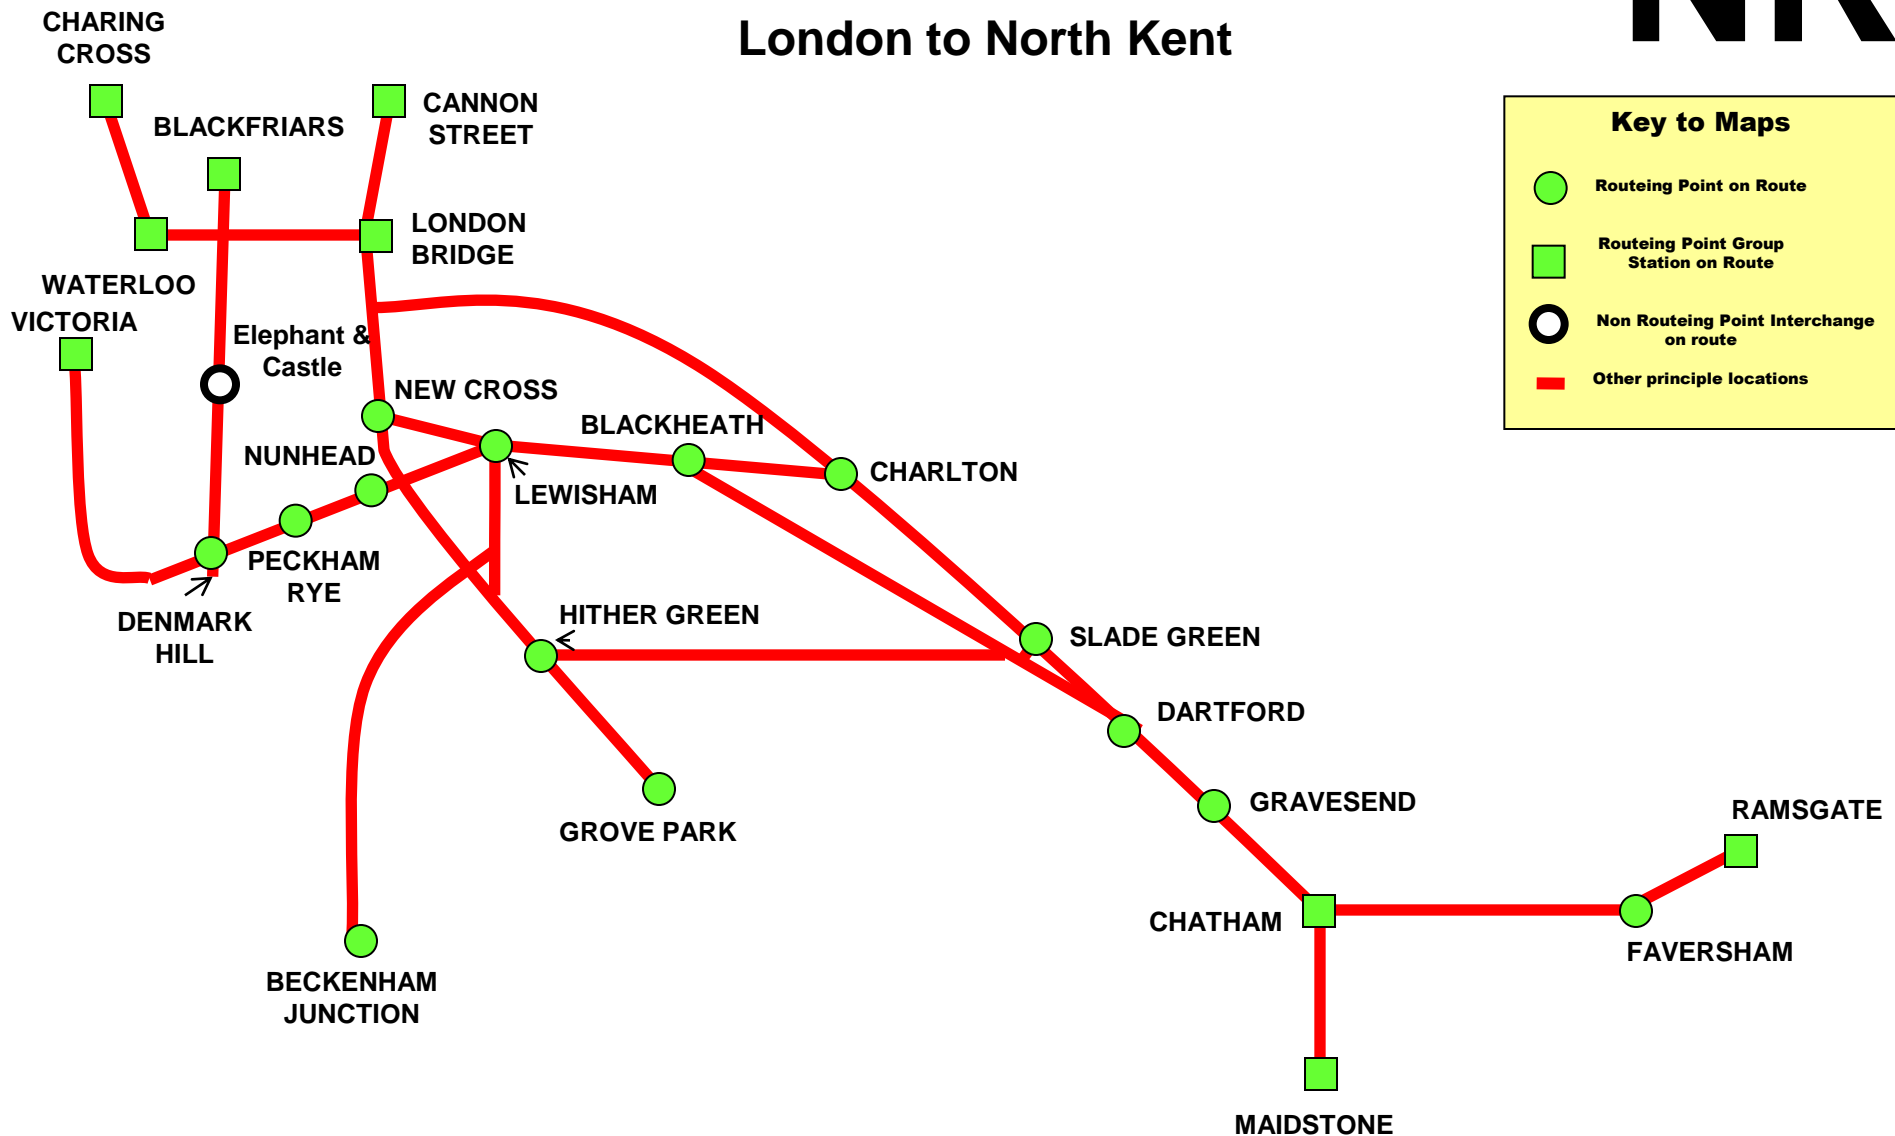 London to North Kent
NK
CHARING
CROSS
BLACKFRIARS
CANNON
STREET
LONDON
BRIDGE
WATERLOO
VICTORIA
Elephant &
Castle
NEW CROSS
BLACKHEATH
NUNHEAD
CHARLTON
LEWISHAM
PECKHAM
RYE
DENMARK
HILL
HITHER GREEN
SLADE GREEN
DARTFORD
GROVE PARK
GRAVESEND
RAMSGATE
CHATHAM
FAVERSHAM
BECKENHAM
JUNCTION
MAIDSTONE
Key to Maps
Routeing Point on Route
Routeing Point Group
Station on Route
Non Routeing Point Interchange
on route
Other principle locations